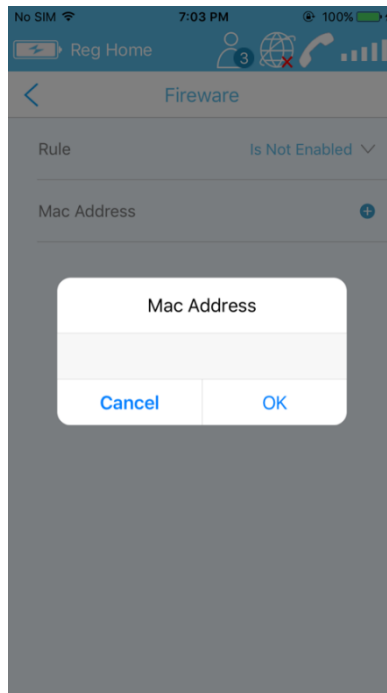 No SIM 7:03 PM 100%
Reg Home 3
Fireware
Rule Is Not Enabled
Mac Address
Mac Address
Cancel OK